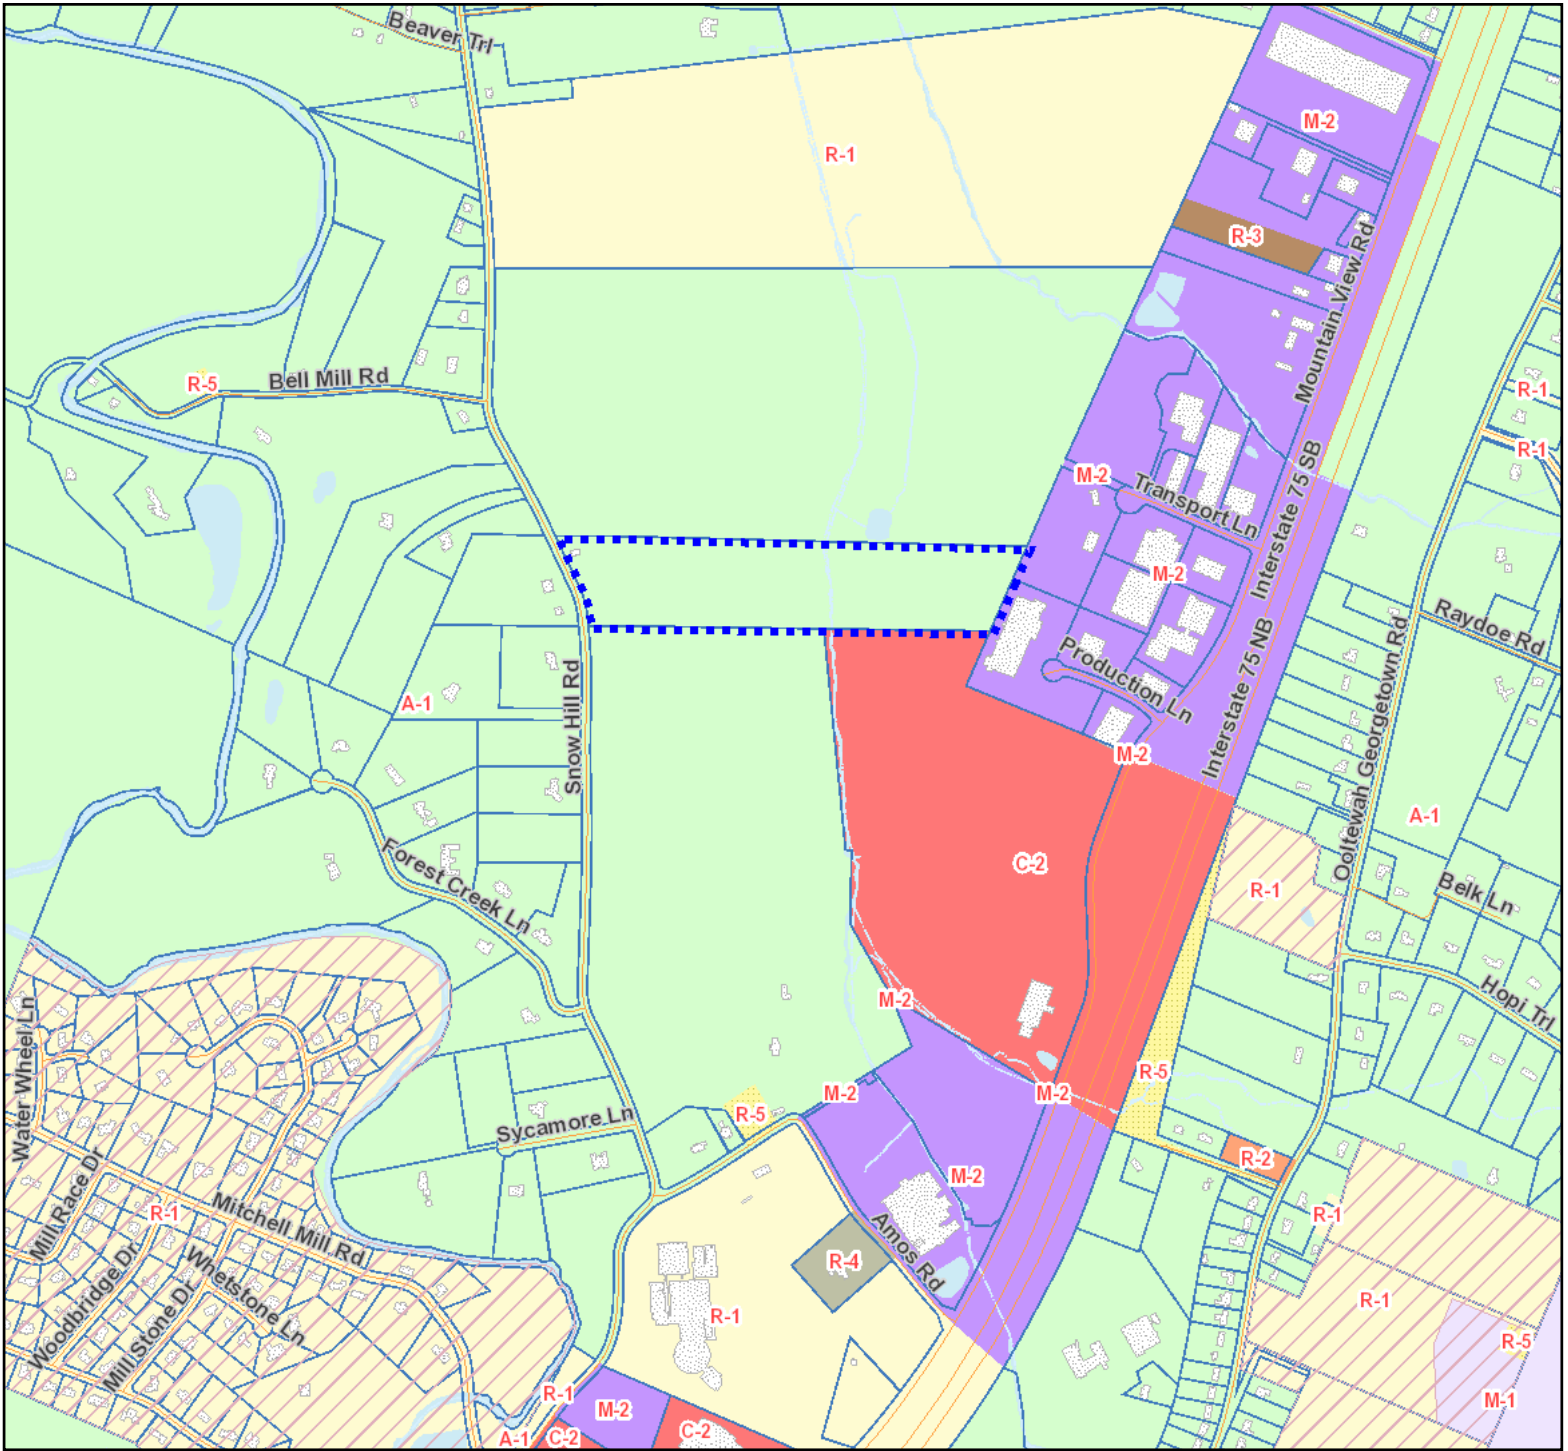 Beaver Trl
M-2
R-1
R-3
Mountain View Rd
R-5
Bell Mill Rd
R-1
R-1
M-2
Transport Ln
Interstate 75 SB
M-2
Raydoe Rd
Production Ln
Interstate 75 NB
Snow Hill Rd
A-1
M-2
Ooltewah Georgetown Rd
A-1
C-2
Forest Creek Ln
R-1
Belk Ln
M-2
Hopi Trl
Water Wheel Ln
M-2
R-5
M-2
R-5
Sycamore Ln
R-2
M-2
Mill Race Dr
R-1
Mitchell Mill Rd
R-1
Amos Rd
R-4
Whetstone Ln
Woodbridge Dr
Mill Stone Dr
R-1
R-1
R-5
R-1
M-2
M-1
A-1
C-2
C-2